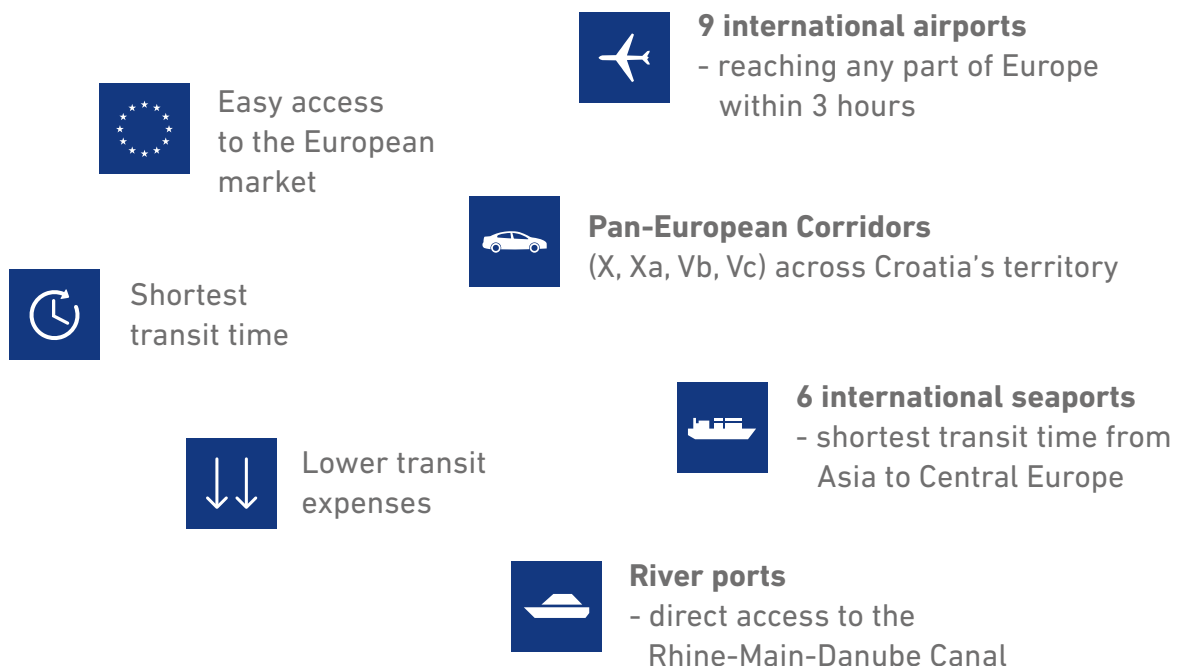 9 international airports
- reaching any part of Europe
within 3 hours
Easy access
to the European
market
Pan-European Corridors
(X, Xa, Vb, Vc) across Croatia’s territory
Shortest
transit time
6 international seaports
- shortest transit time from
Asia to Central Europe
Lower transit
expenses
River ports
- direct access to the
Rhine-Main-Danube Canal